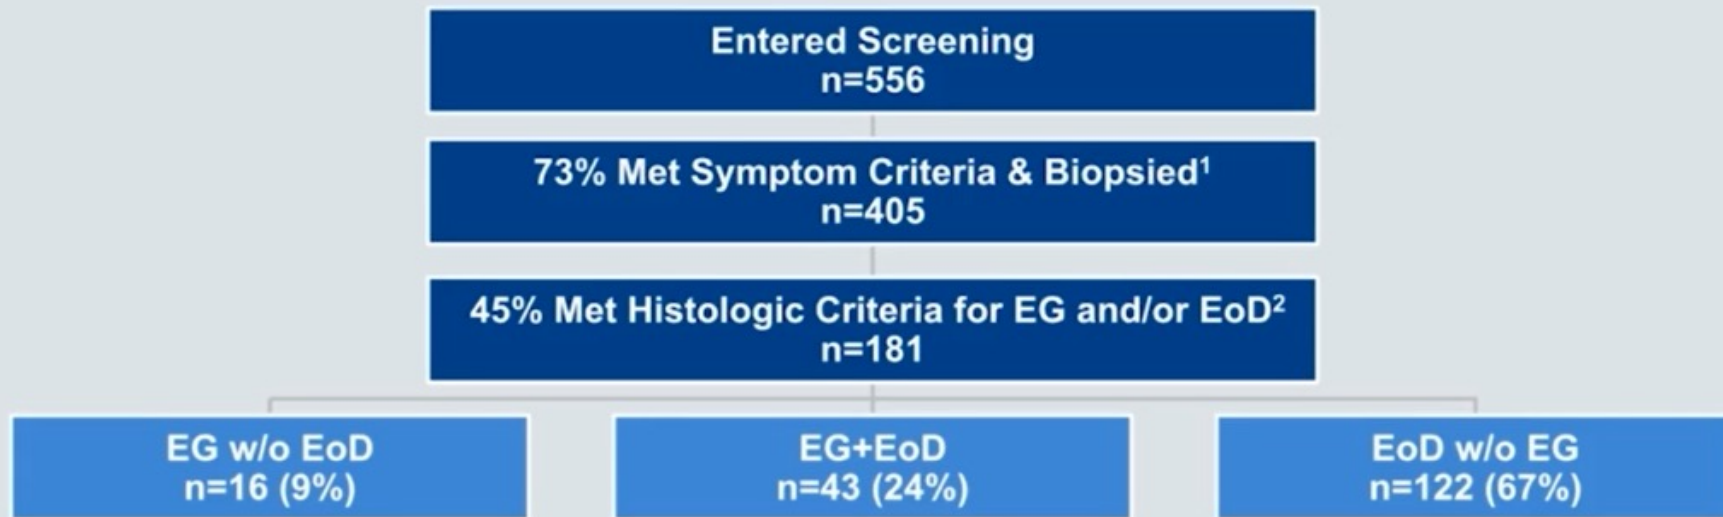 Entered Screening
n=556
73% Met Symptom Criteria & Biopsied¹
n=405
45% Met Histologic Criteria for EG and/or EoD²
n=181
EG w/o EoD
n=16 (9%)
EG+EoD
n=43 (24%)
EoD w/o EG
n=122 (67%)